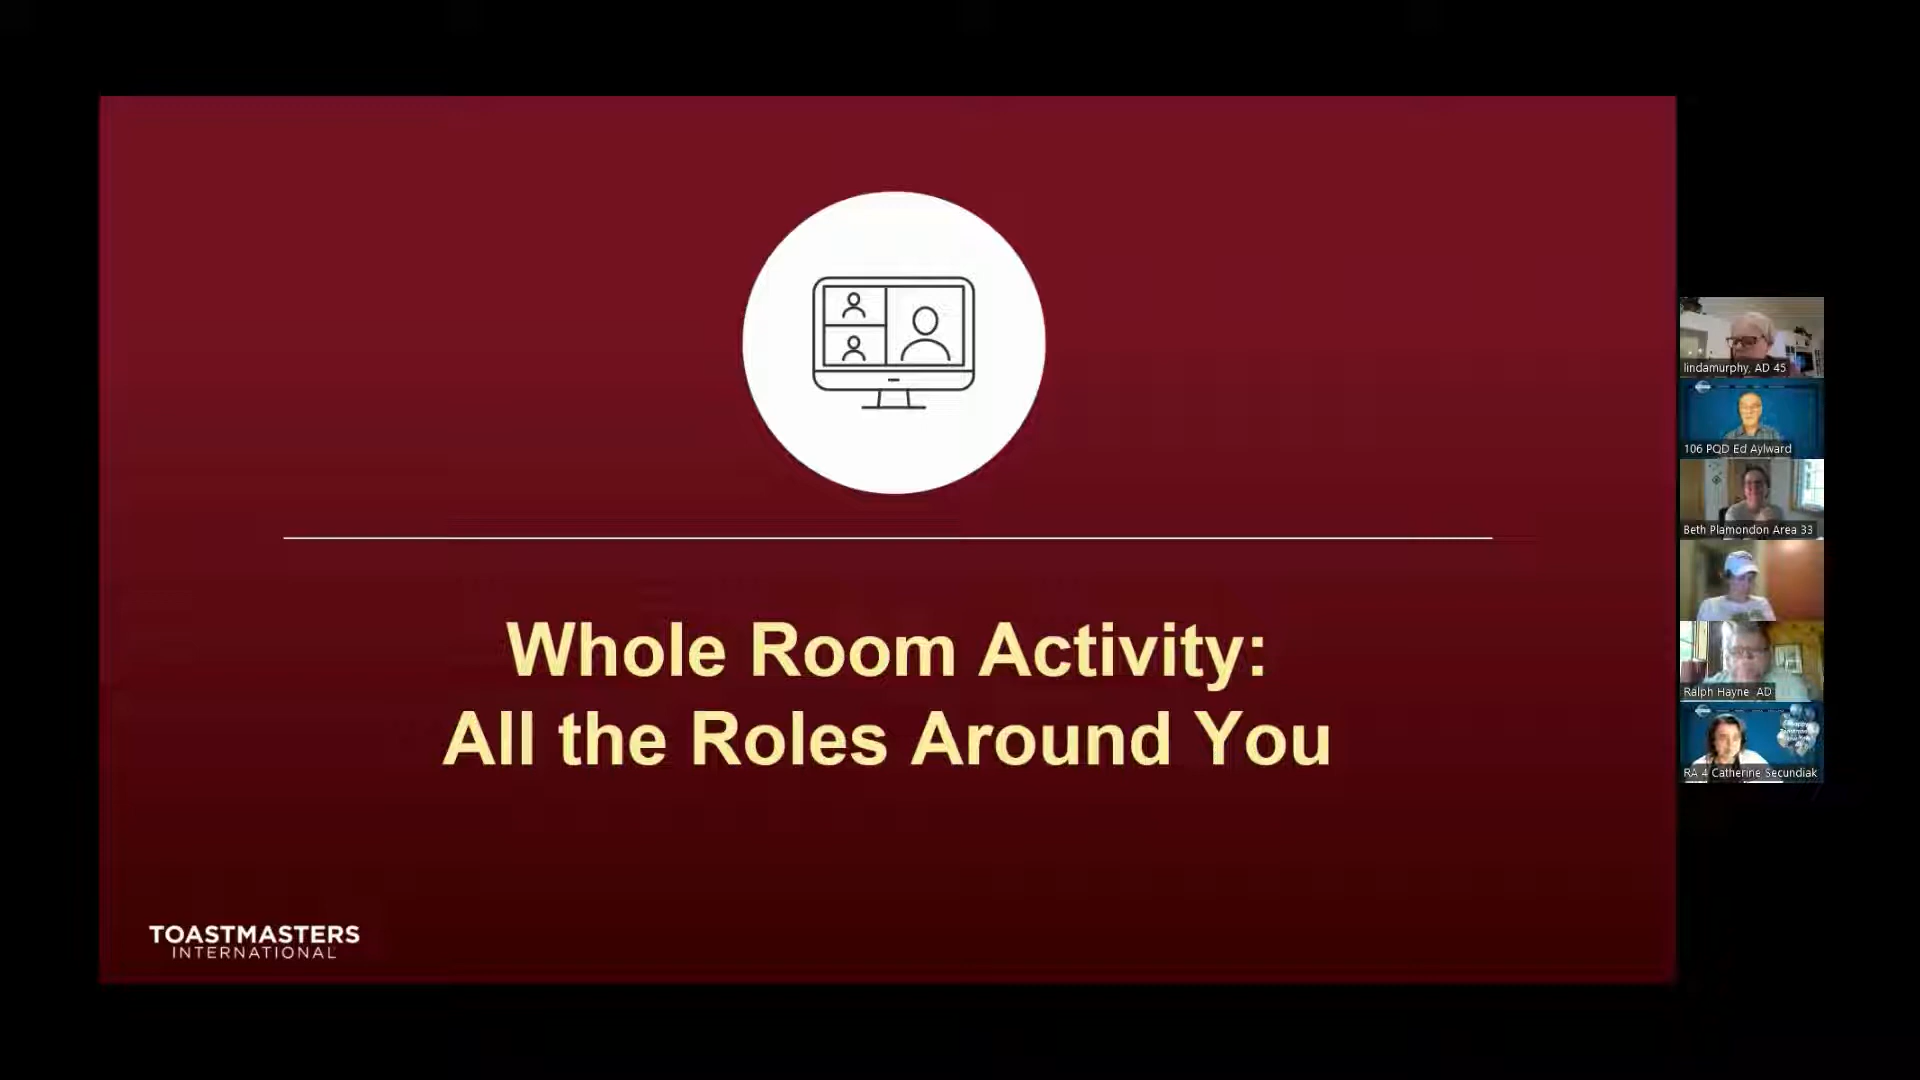 Whole Room Activity:
All the Roles Around You
TOASTMASTERS
INTERNATIONAL
lindamurphy, AD 45
106 PQD Ed Aylward
Beth Plamondon Area 33
Ralph Hayne AD
RA 4 Catherine Secundiak